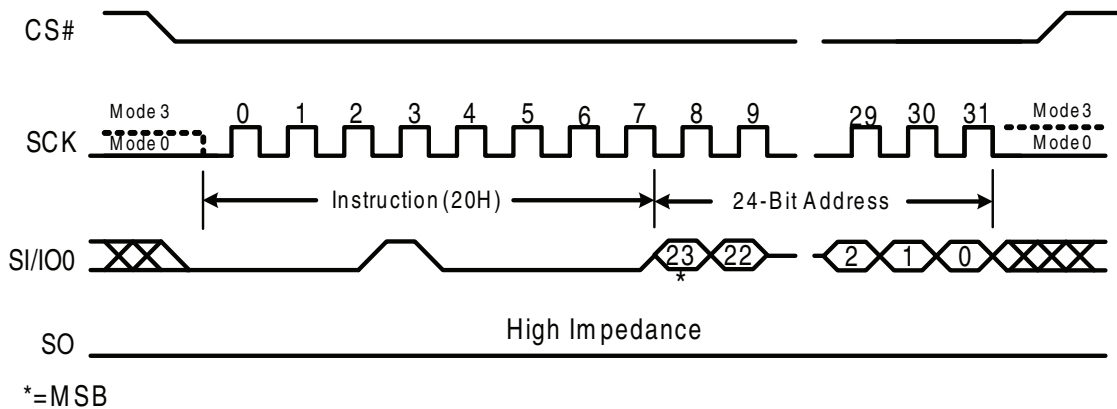 CS#
Mode 3
0 1 2 3 4 5 6 7 8 9 29 30 31
Mode 3
SCK
Mode 0
Mode 0
Instruction (20H)
24-Bit Address
SI/IO0
23 22 2 1 0
*
High Impedance
SO
*=MSB